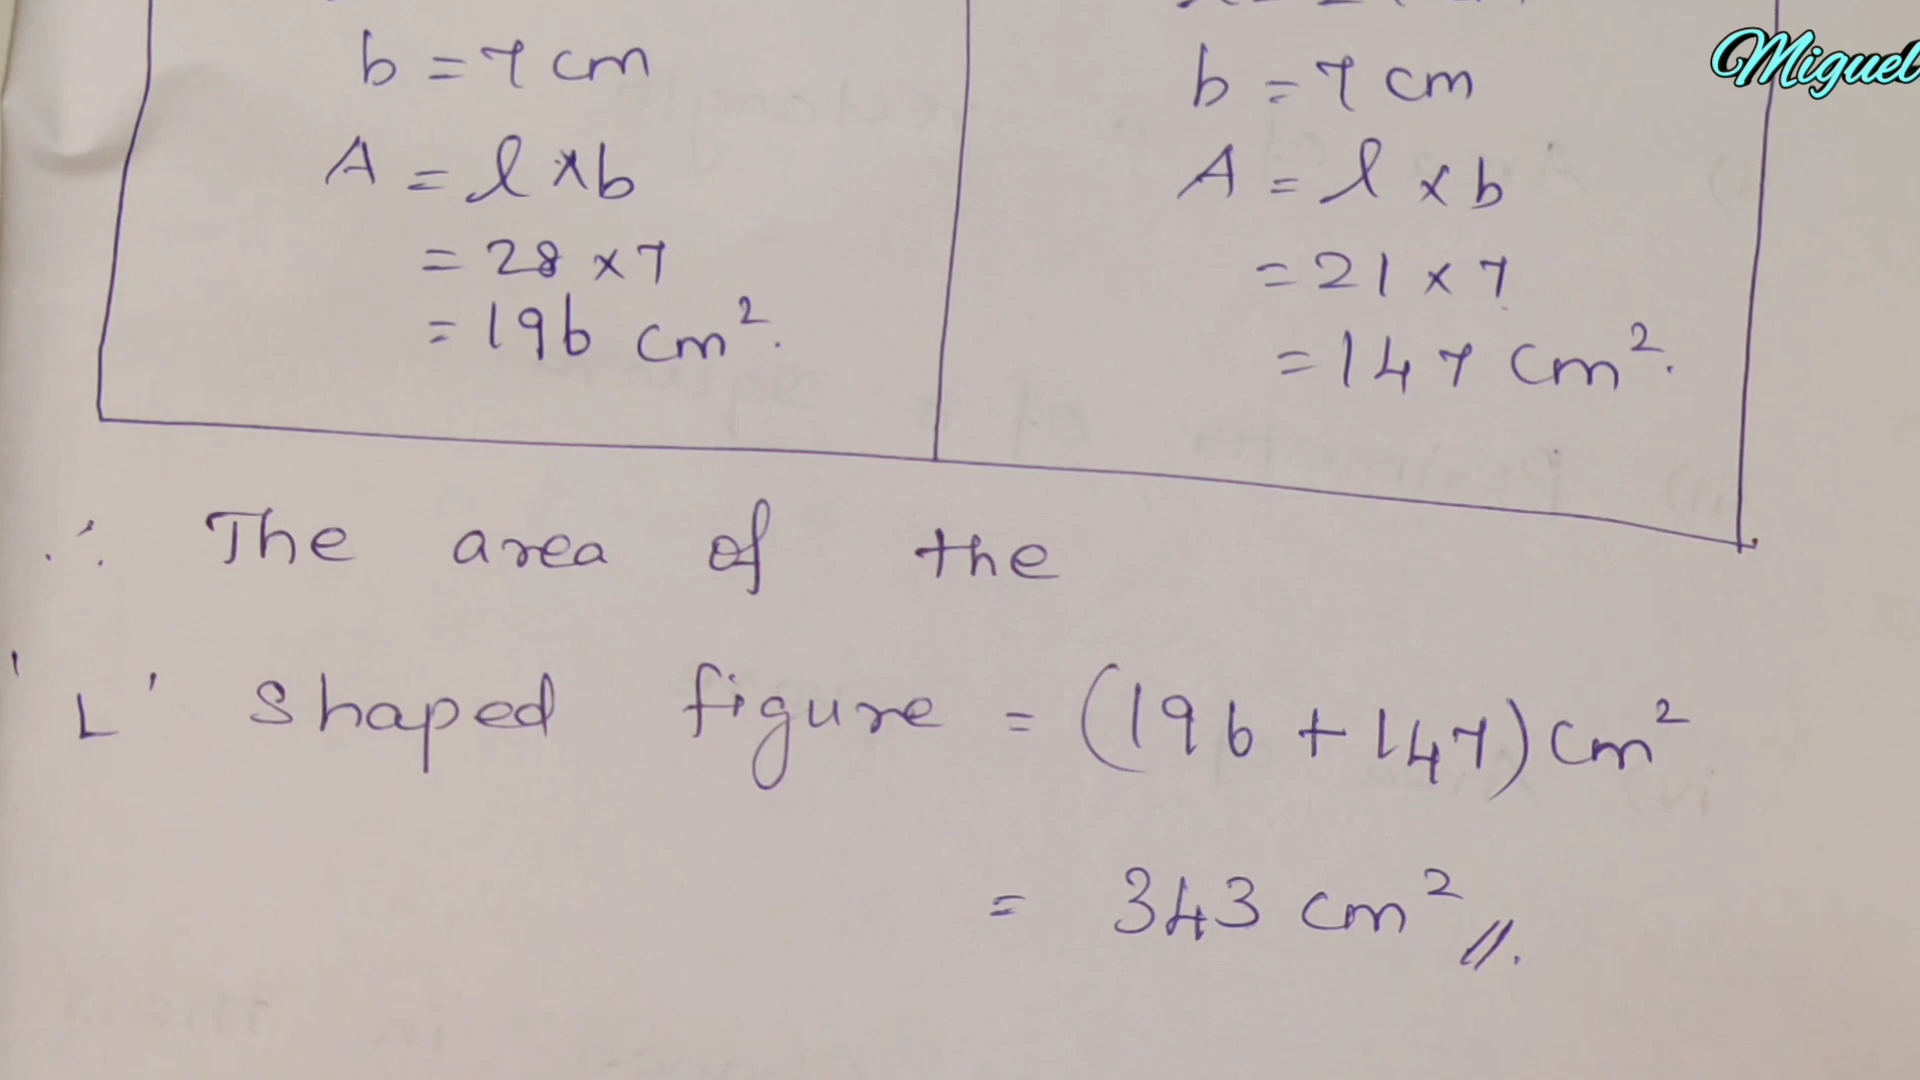 b = 7 cm
A = l × b
= 28 × 7
= 196 cm².
b = 7 cm
A = l × b
= 21 × 7
= 147 cm².
∴ The area of the
'L' shaped figure = (196 + 147) cm²
= 343 cm² //.
Miguel